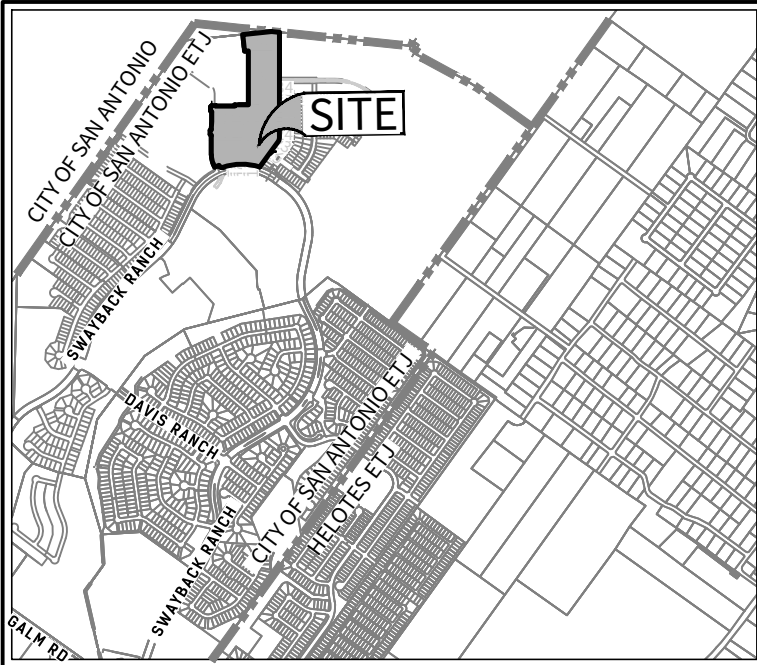 CITY OF SAN ANTONIO
CITY OF SAN ANTONIO ETJ
SITE
SWAYBACK RANCH
DAVIS RANCH
CITY OF SAN ANTONIO ETJ
HELOTES ETJ
SWAYBACK RANCH
GALM RD